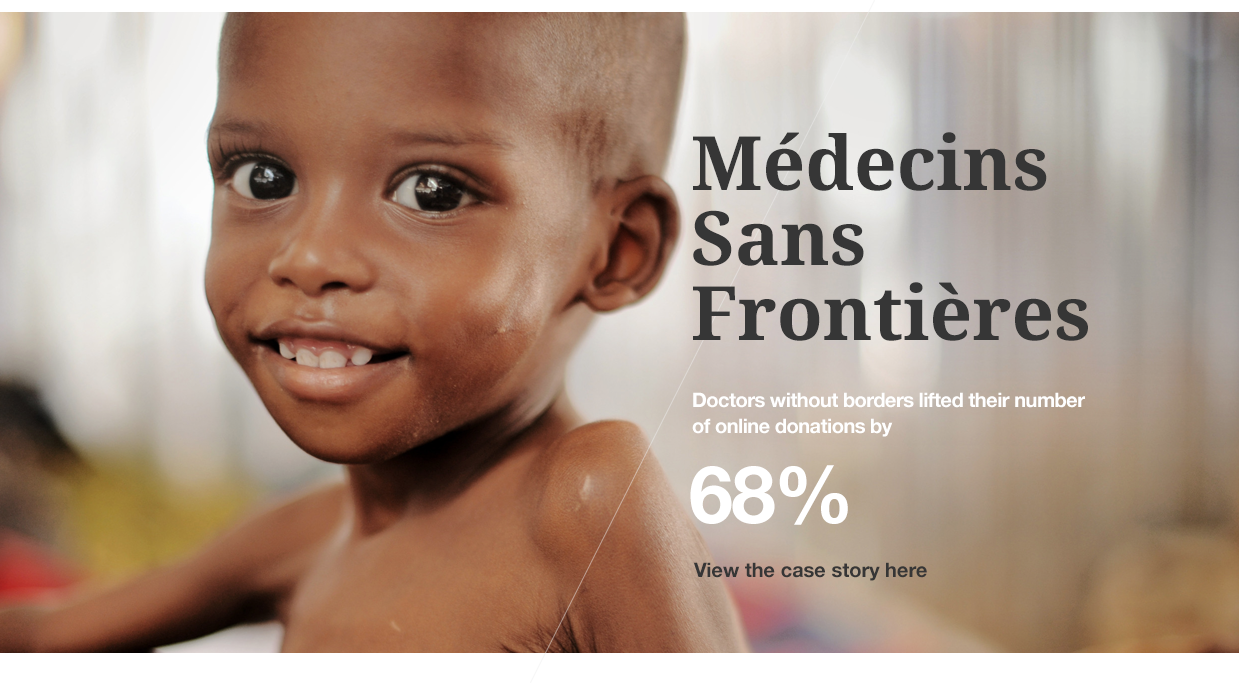 Médecins
Sans
Frontières
Doctors without borders lifted their number
of online donations by
68%
View the case story here